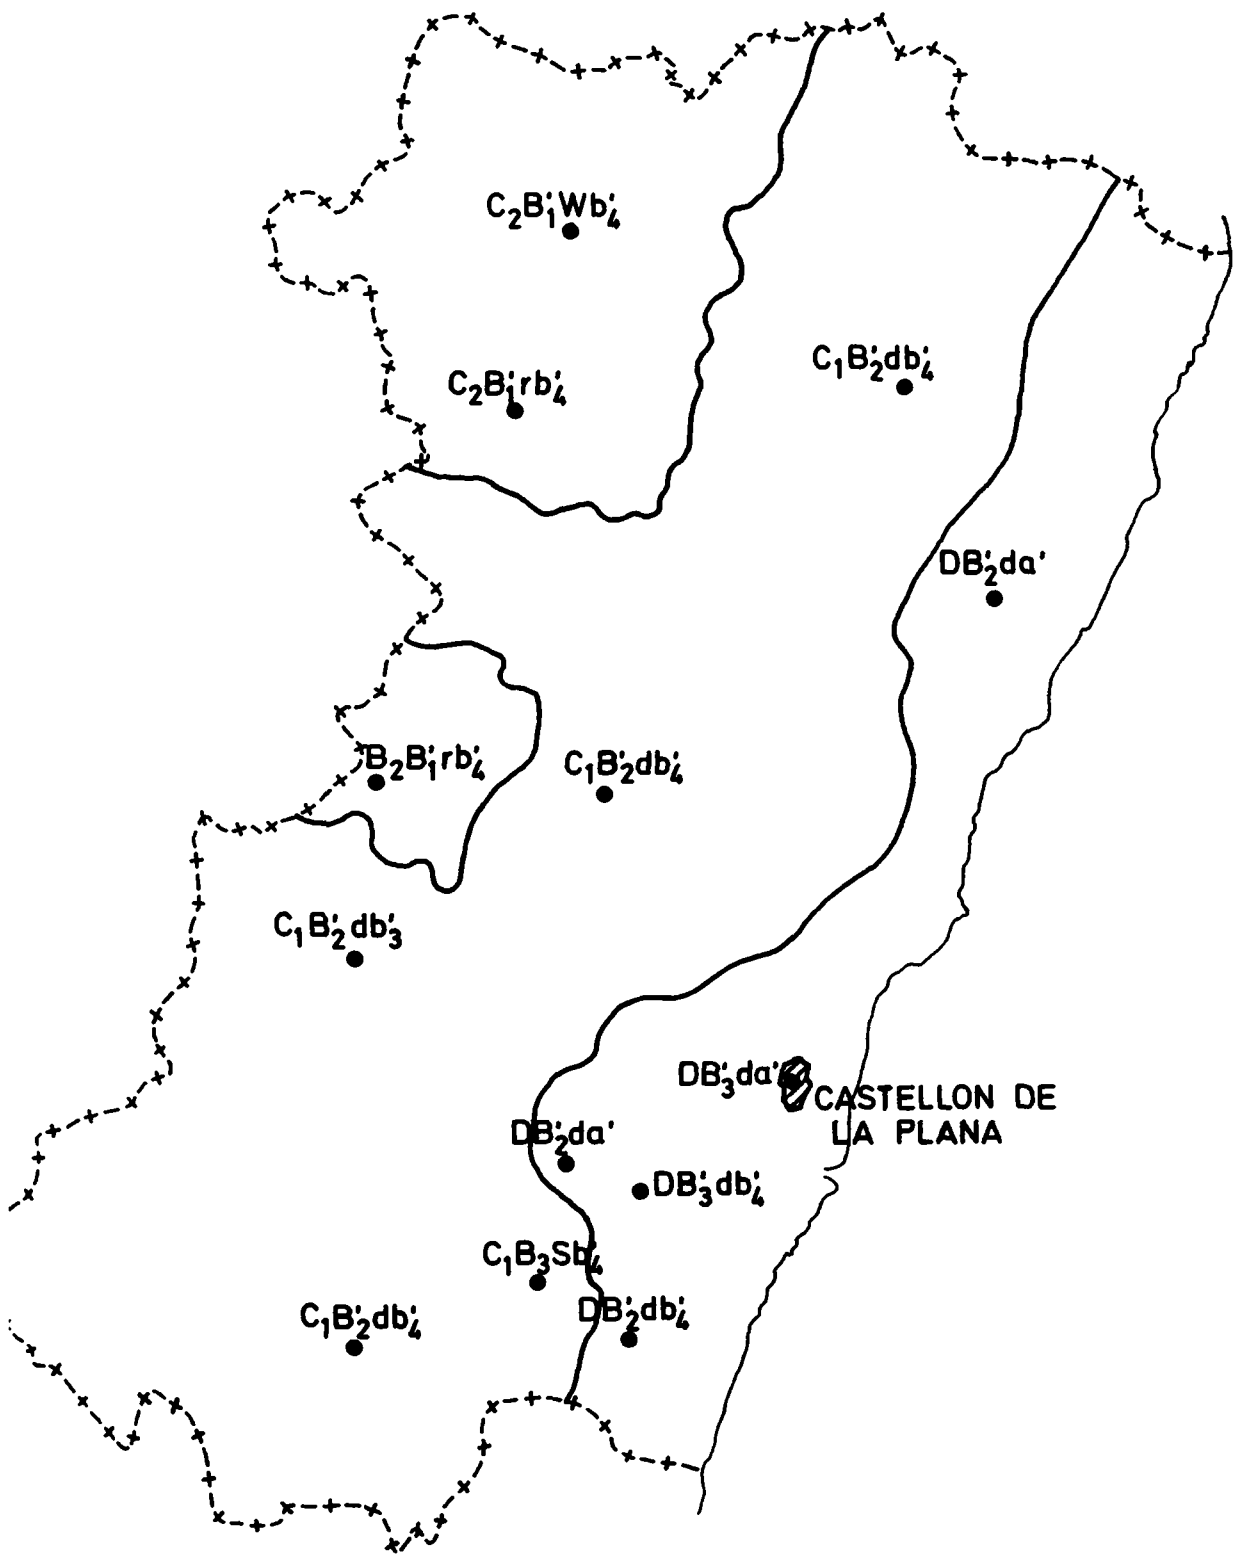 C₂B'₁Wb'₄
C₁B'₂db'₄
C₂B'₁rb'₄
DB'₂da'
B₂B'₁rb'₄
C₁B'₂db'₄
C₁B'₂db'₃
DB'₃da'
CASTELLON DE
LA PLANA
DB'₂da'
DB'₃db'₄
C₁B₃Sb'₄
DB'₂db'₄
C₁B'₂db'₄